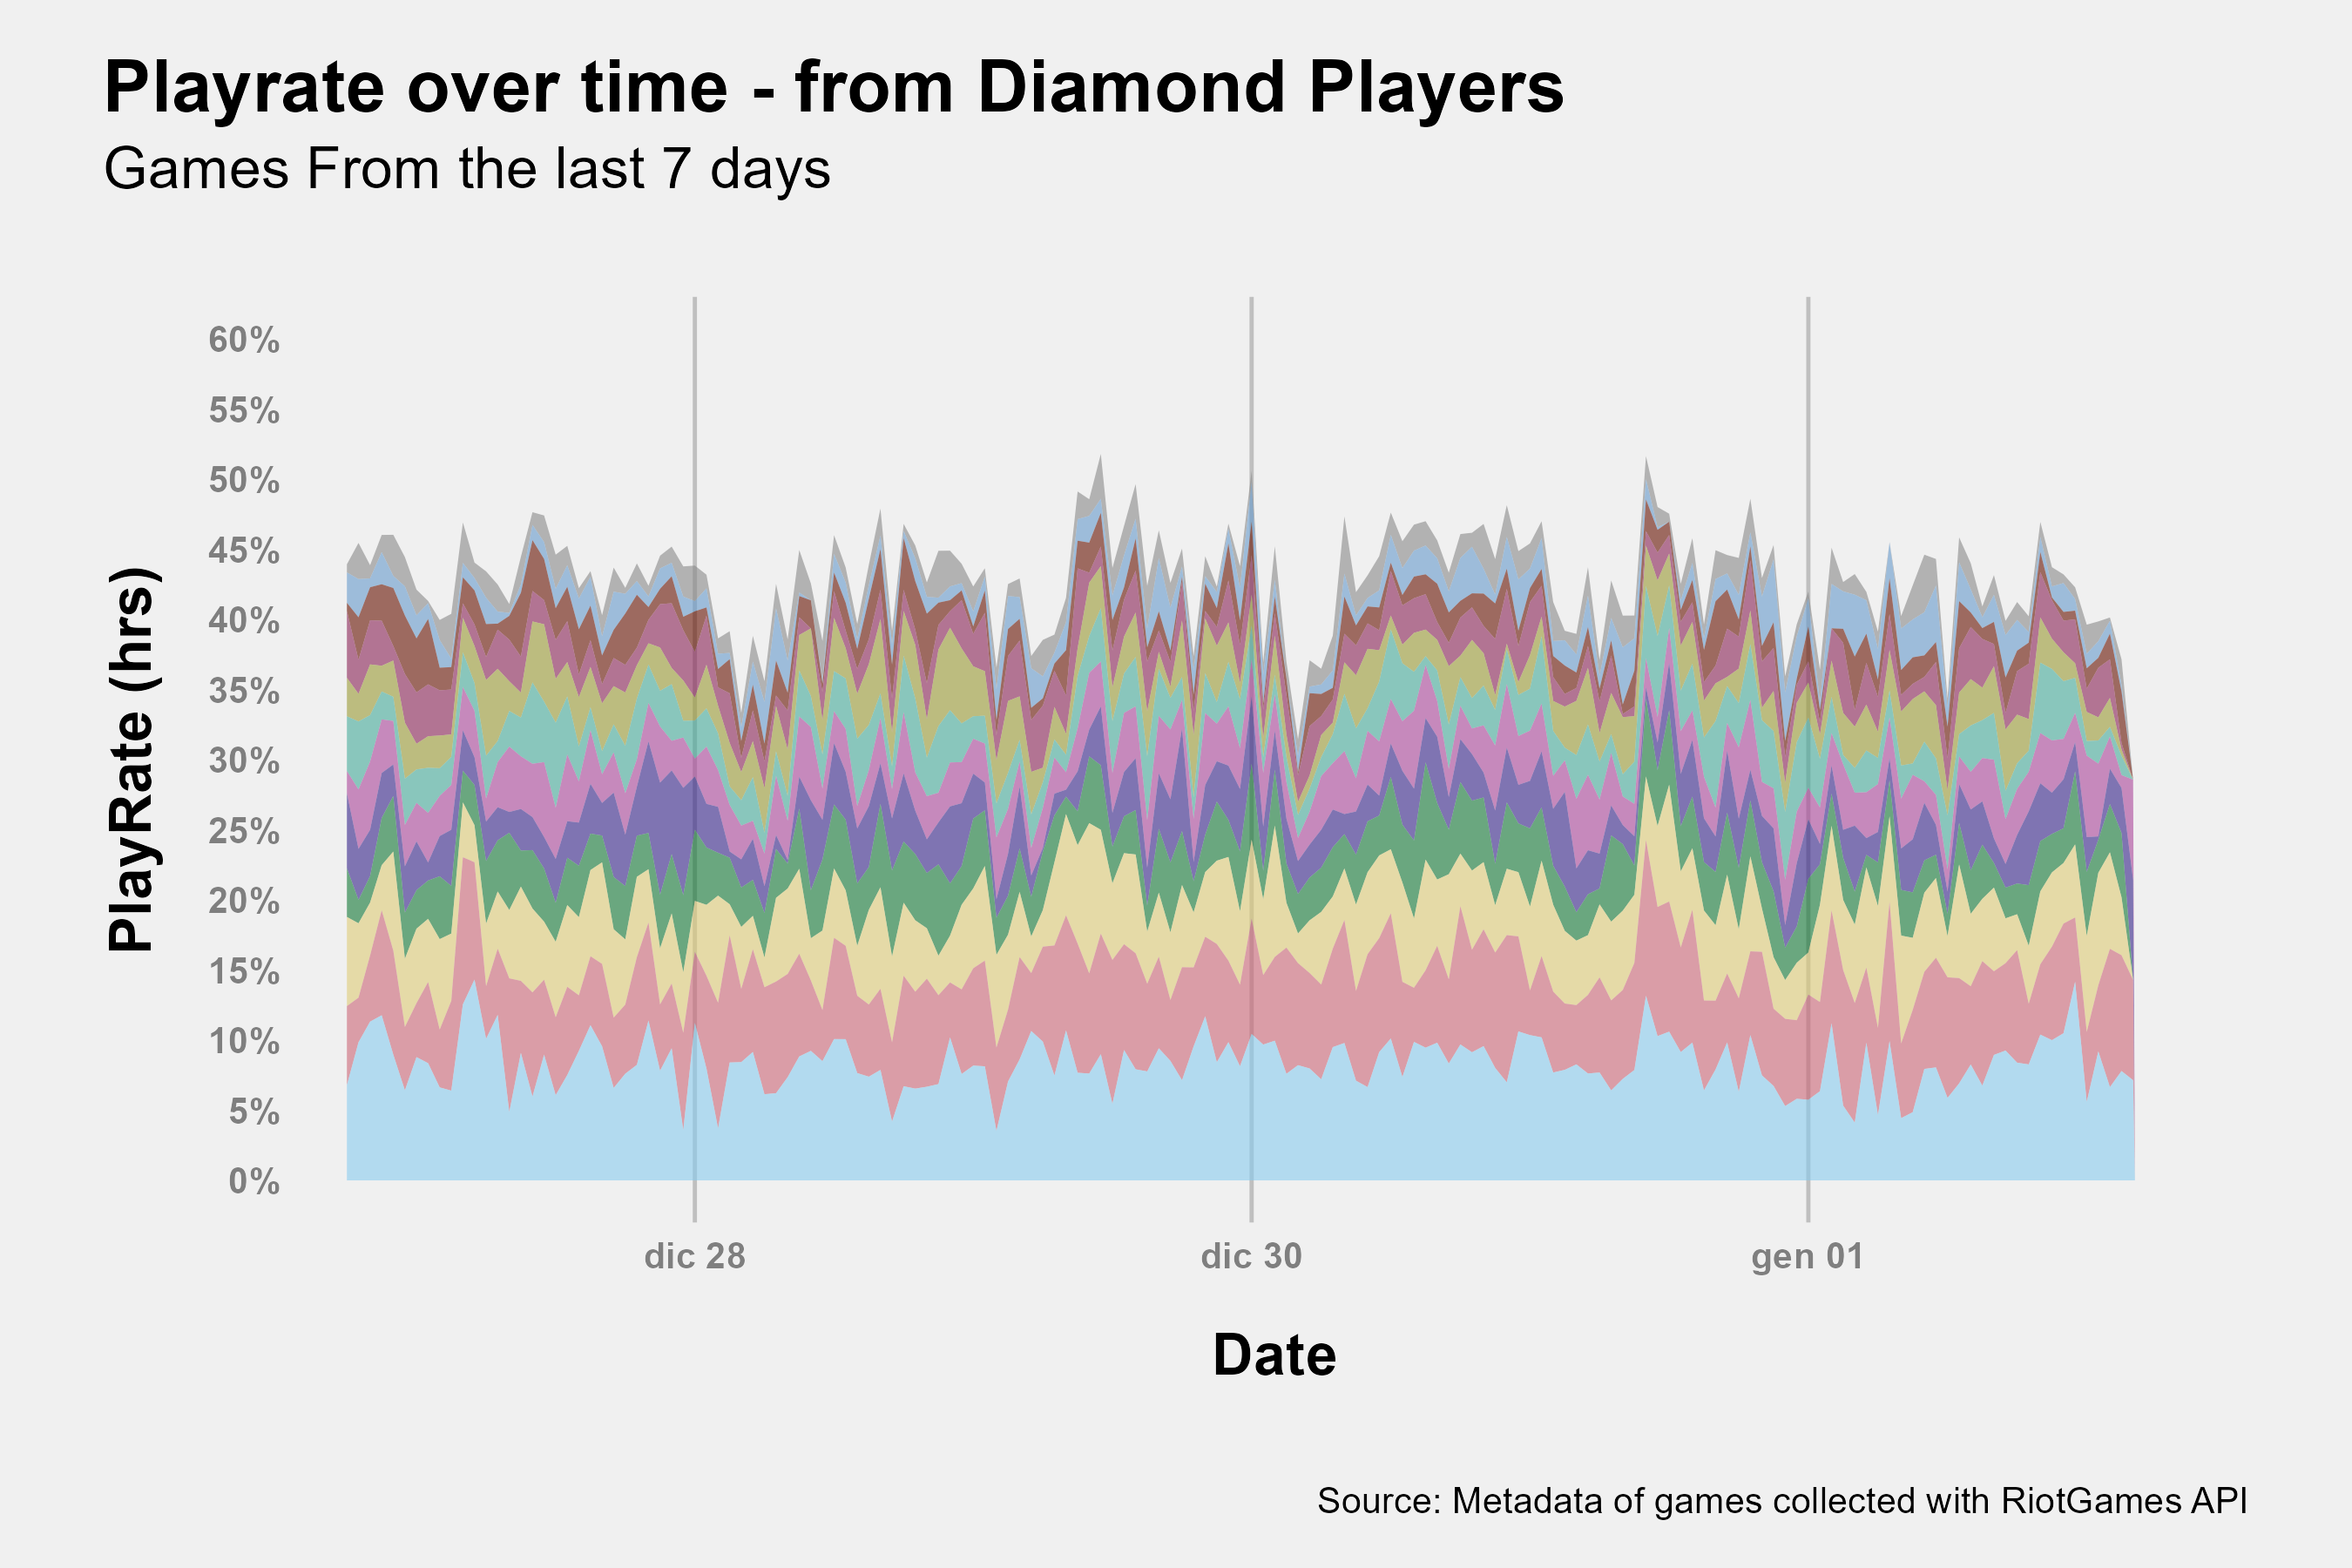 Playrate over time - from Diamond Players
Games From the last 7 days
60%
55%
50%
45%
40%
35%
30%
25%
20%
15%
10%
5%
0%
PlayRate (hrs)
dic 28
dic 30
gen 01
Date
Source: Metadata of games collected with RiotGames API